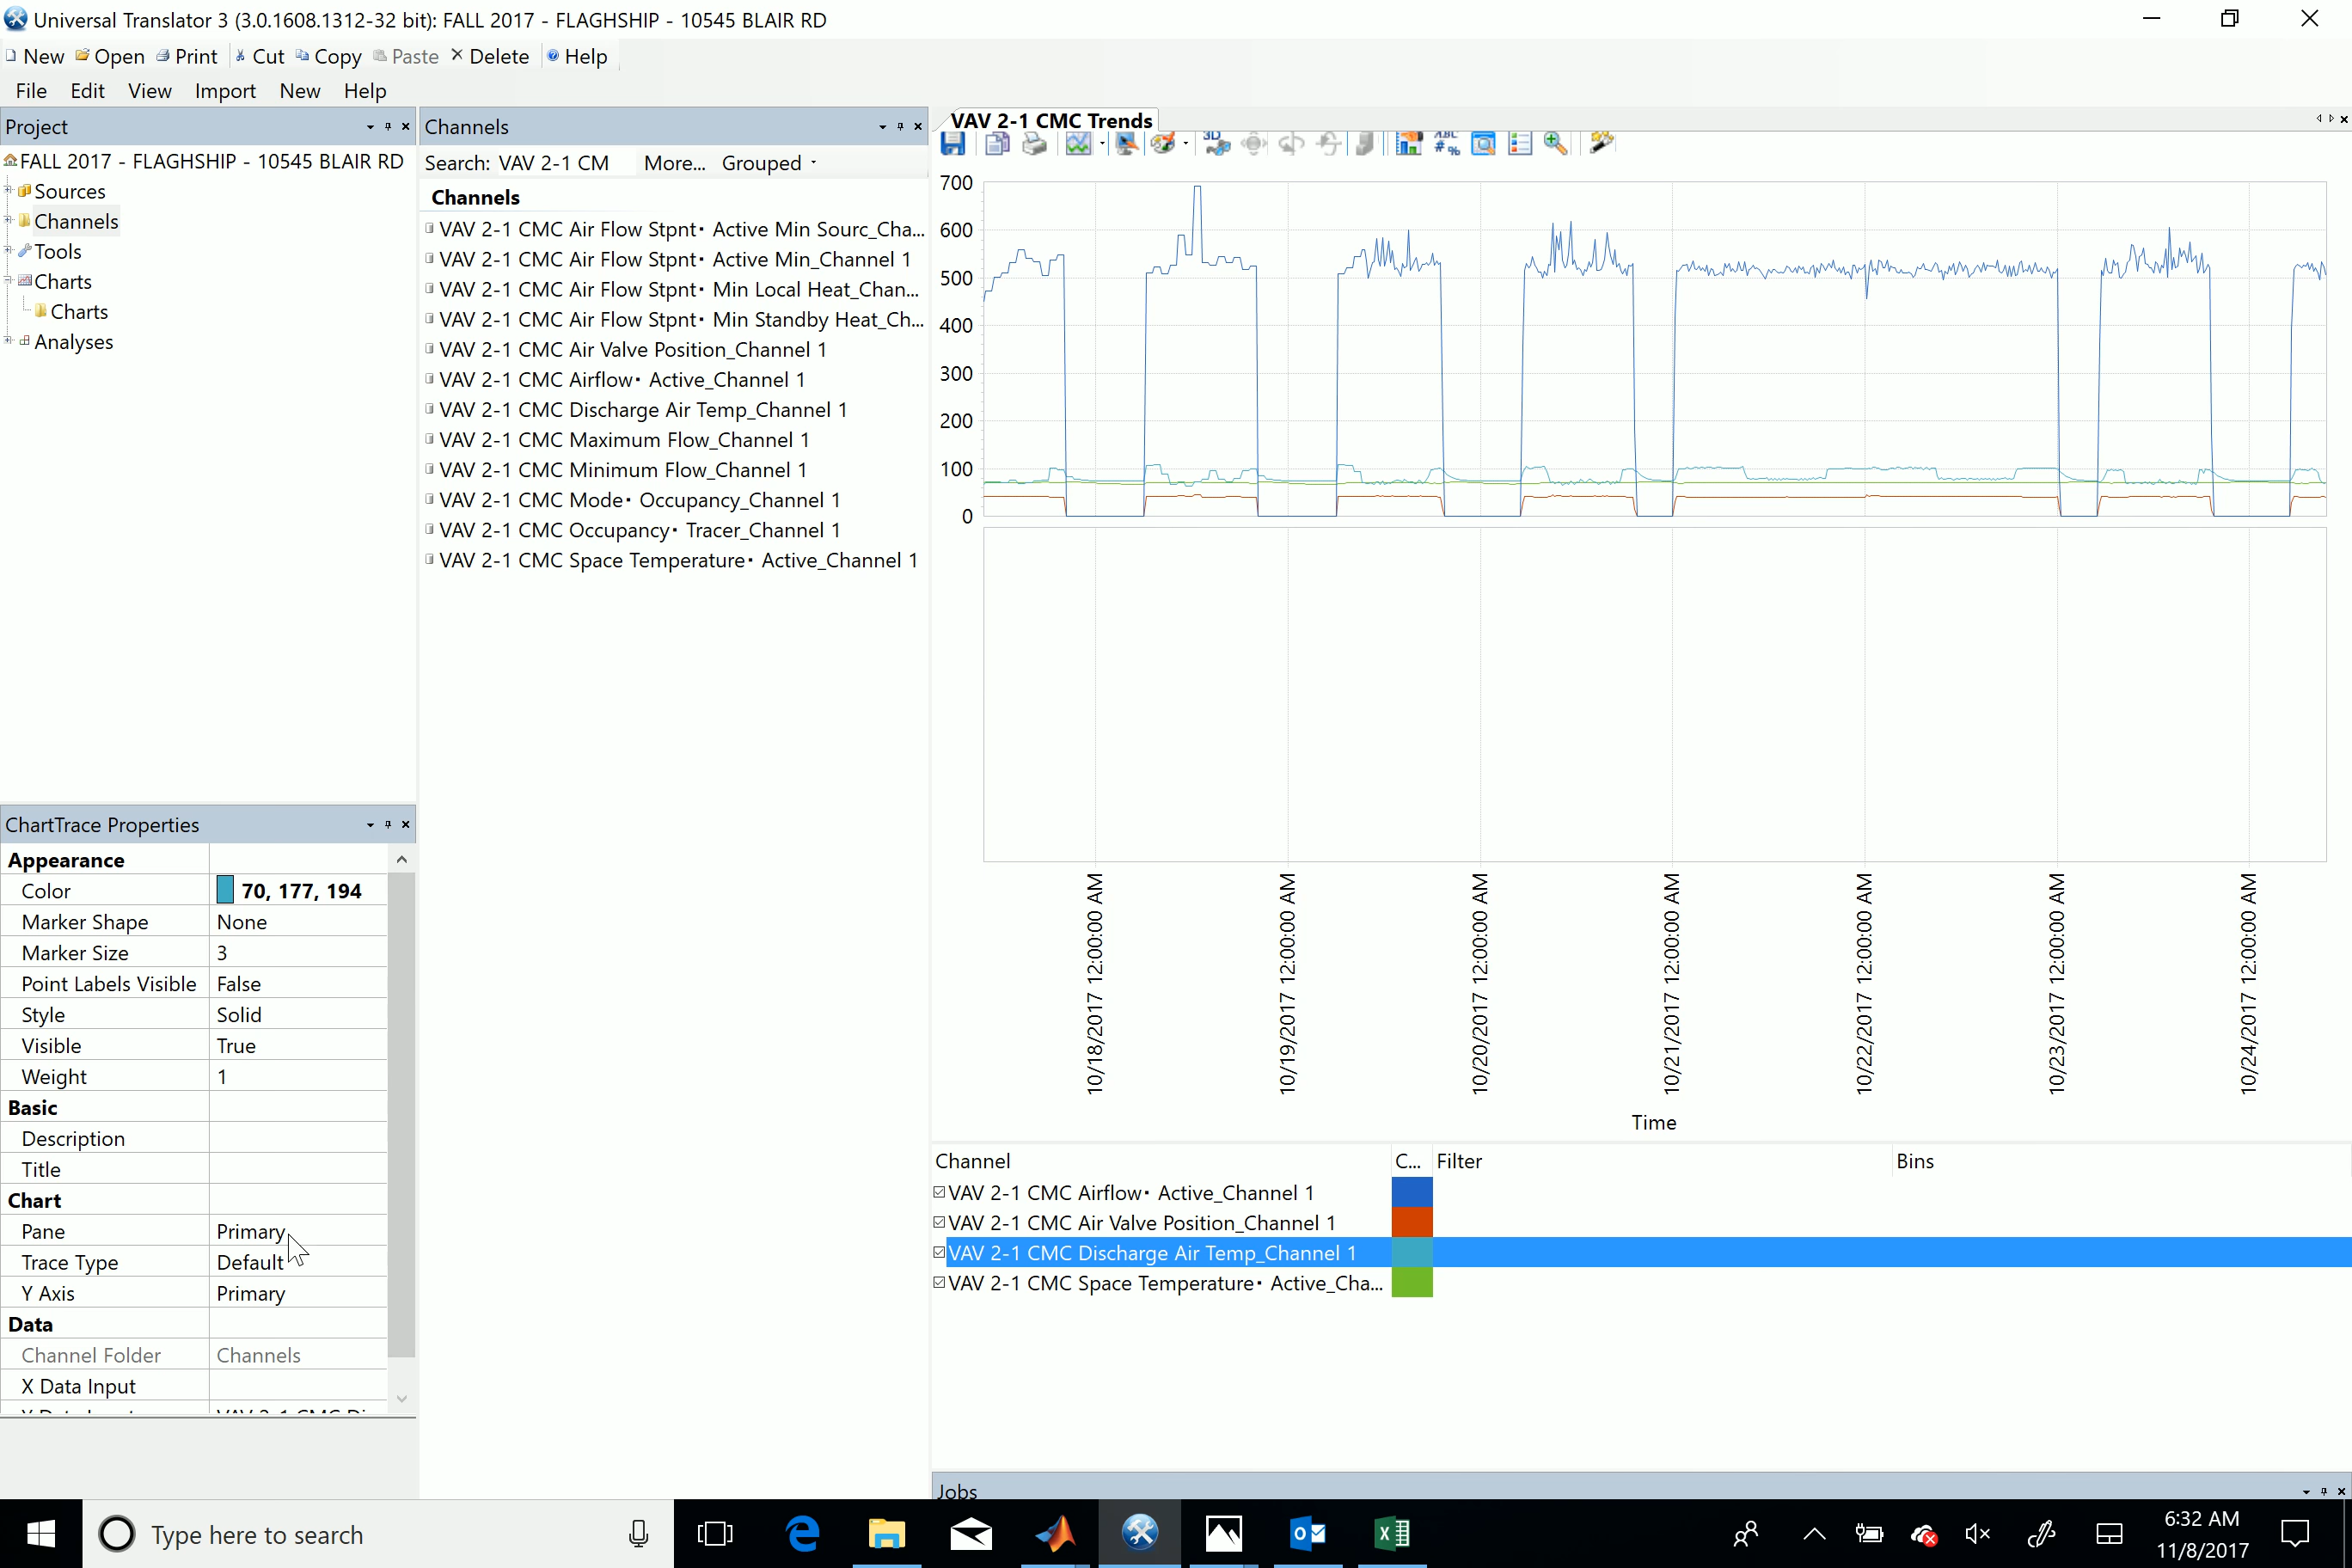 Universal Translator 3 (3.0.1608.1312-32 bit): FALL 2017 - FLAGHSHIP - 10545 BLAIR RD
New Open Print Cut Copy Paste Delete Help
File Edit View Import New Help
Project
FALL 2017 - FLAGHSHIP - 10545 BLAIR RD
Sources
Channels
Tools
Charts
Charts
Analyses
Channels
Search: VAV 2-1 CM More... Grouped
Channels
VAV 2-1 CMC Air Flow Stpnt· Active Min Sourc_Cha...
VAV 2-1 CMC Air Flow Stpnt· Active Min_Channel 1
VAV 2-1 CMC Air Flow Stpnt· Min Local Heat_Chan...
VAV 2-1 CMC Air Flow Stpnt· Min Standby Heat_Ch...
VAV 2-1 CMC Air Valve Position_Channel 1
VAV 2-1 CMC Airflow· Active_Channel 1
VAV 2-1 CMC Discharge Air Temp_Channel 1
VAV 2-1 CMC Maximum Flow_Channel 1
VAV 2-1 CMC Minimum Flow_Channel 1
VAV 2-1 CMC Mode· Occupancy_Channel 1
VAV 2-1 CMC Occupancy· Tracer_Channel 1
VAV 2-1 CMC Space Temperature· Active_Channel 1
VAV 2-1 CMC Trends
3D
ABC
#%
700
600
500
400
300
200
100
0
10/18/2017 12:00:00 AM
10/19/2017 12:00:00 AM
10/20/2017 12:00:00 AM
10/21/2017 12:00:00 AM
10/22/2017 12:00:00 AM
10/23/2017 12:00:00 AM
10/24/2017 12:00:00 AM
Time
ChartTrace Properties
Appearance
Color 70, 177, 194
Marker Shape None
Marker Size 3
Point Labels Visible False
Style Solid
Visible True
Weight 1
Basic
Description
Title
Chart
Pane Primary
Trace Type Default
Y Axis Primary
Data
Channel Folder Channels
X Data Input
Channel C... Filter Bins
VAV 2-1 CMC Airflow· Active_Channel 1
VAV 2-1 CMC Air Valve Position_Channel 1
VAV 2-1 CMC Discharge Air Temp_Channel 1
VAV 2-1 CMC Space Temperature· Active_Cha...
Jobs
Type here to search
6:32 AM
11/8/2017